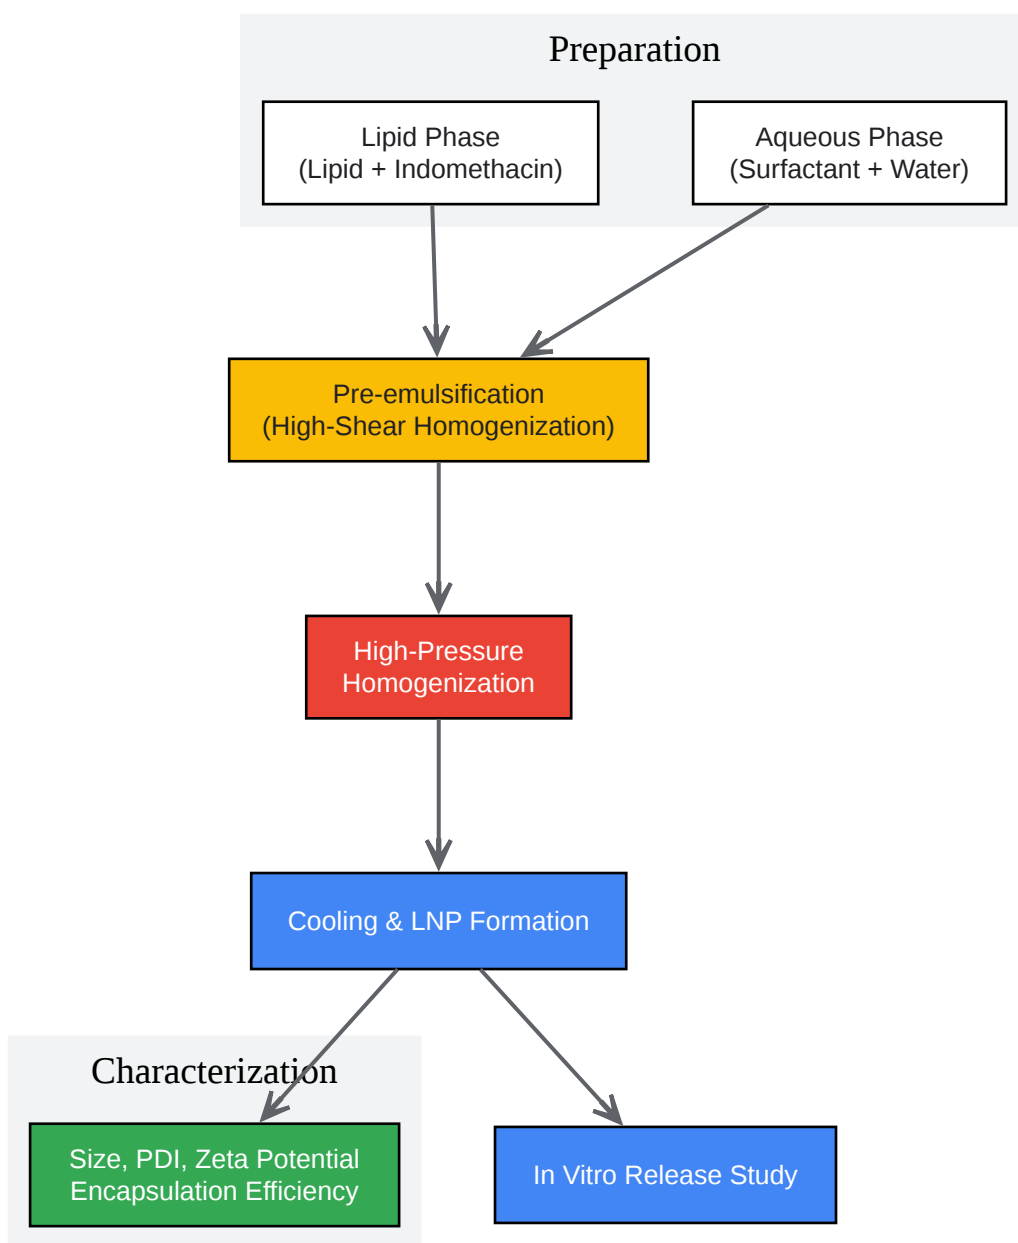 Preparation
Lipid Phase
(Lipid + Indomethacin)
Aqueous Phase
(Surfactant + Water)
Pre-emulsification
(High-Shear Homogenization)
High-Pressure
Homogenization
Cooling & LNP Formation
Characterization
Size, PDI, Zeta Potential
Encapsulation Efficiency
In Vitro Release Study